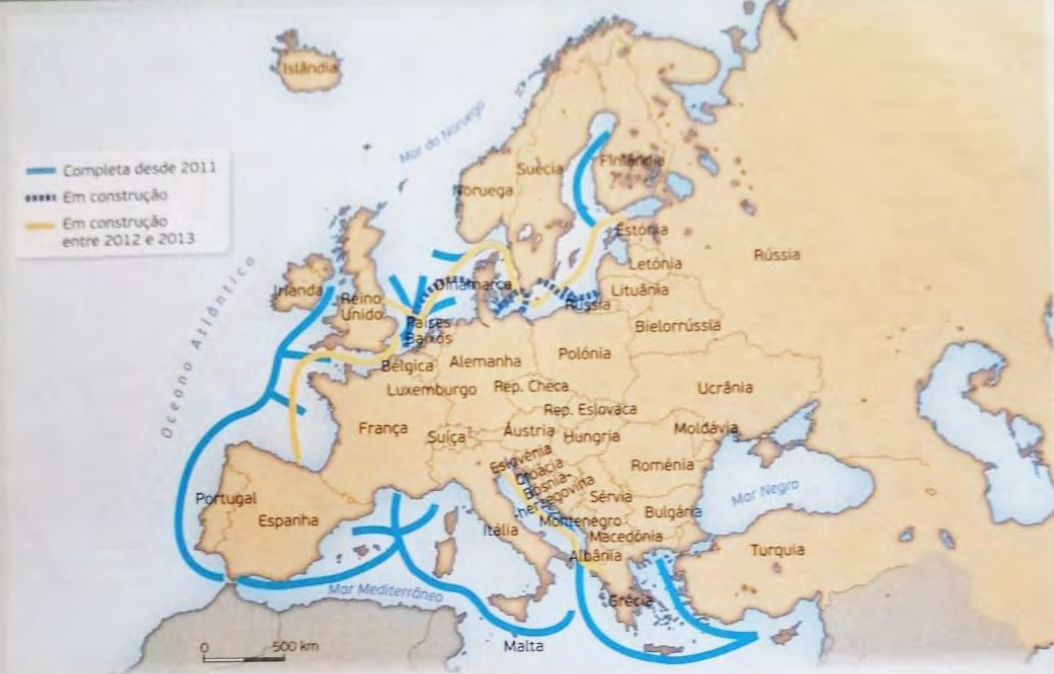 Islândia
Mar do Noruega
Completa desde 2011
Em construção
Em construção
entre 2012 e 2013
Suécia
Finlândia
Noruega
Estónia
Rússia
Letónia
Oceano Atlântico
Irlanda
Reino
Unido
Dinamarca
Lituânia
Rússia
Países
Baixos
Bielorrússia
Bélgica
Alemanha
Polónia
Luxemburgo
Rep. Checa
Ucrânia
Rep. Eslovaca
França
Suíça
Áustria
Hungria
Moldávia
Eslovénia
Croácia
Bósnia-
-herzegovina
Roménia
Portugal
Espanha
Sérvia
Mar Negro
Itália
Montenegro
Bulgária
Macedónia
Albânia
Turquia
Mar Mediterrâneo
Grécia
Malta
0
500 km